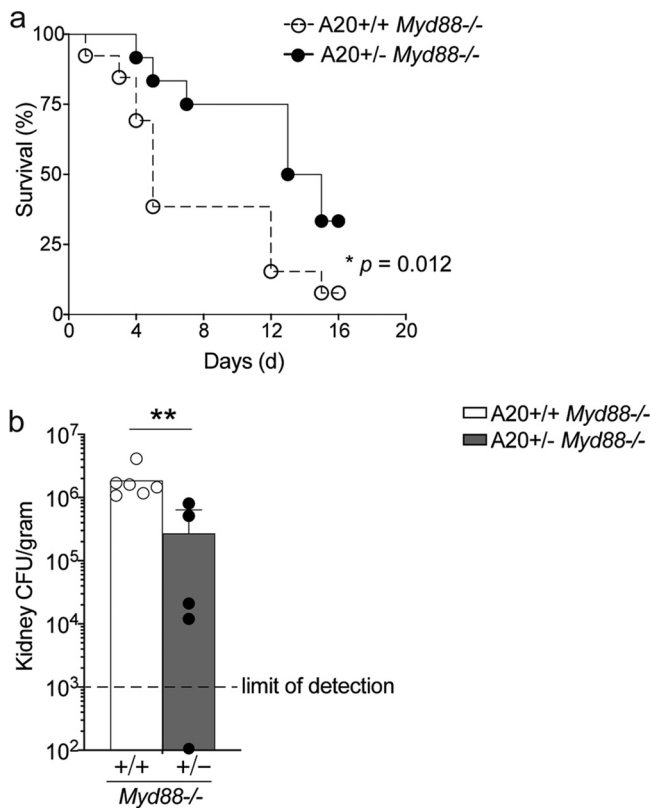 a
A20+/+ Myd88-/-
A20+/- Myd88-/-
100
75
50
25
0
Survival (%)
* p = 0.012
0 4 8 12 16 20
Days (d)
b
**
A20+/+ Myd88-/-
A20+/- Myd88-/-
10⁷
10⁶
10⁵
10⁴
10³
10²
Kidney CFU/gram
limit of detection
+/+ +/−
Myd88-/-